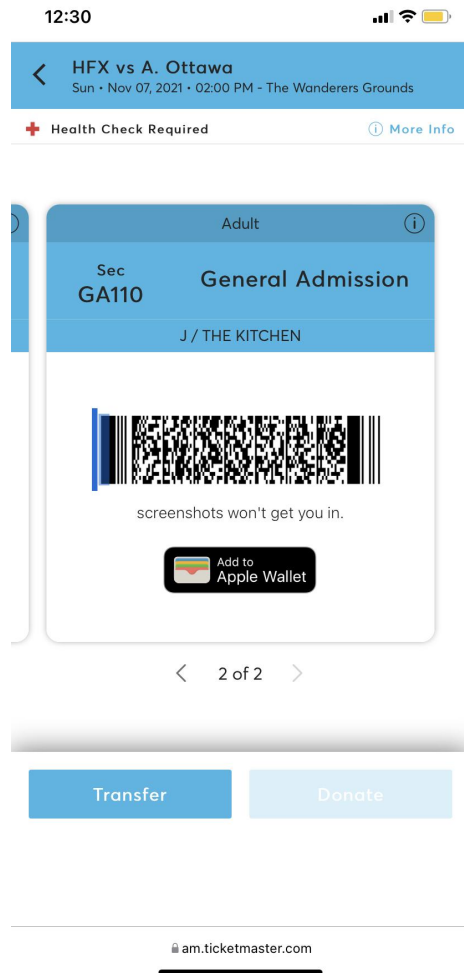 12:30
HFX vs A. Ottawa
Sun • Nov 07, 2021 • 02:00 PM - The Wanderers Grounds
Health Check Required
More Info
Adult
Sec
GA110
General Admission
J / THE KITCHEN
screenshots won't get you in.
Add to
Apple Wallet
2 of 2
Transfer
Donate
am.ticketmaster.com